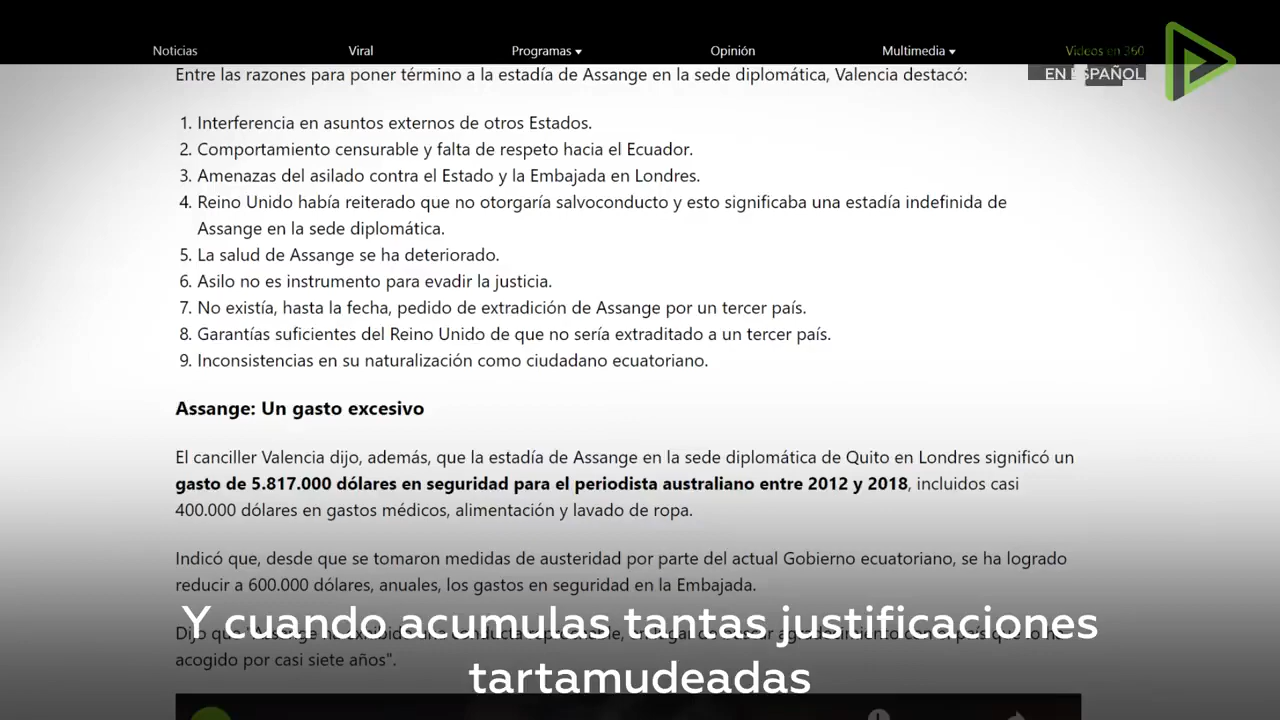 Noticias Viral Programas Opinión Multimedia Videos en 360
EN ESPAÑOL
Entre las razones para poner término a la estadía de Assange en la sede diplomática, Valencia destacó:
1. Interferencia en asuntos externos de otros Estados.
2. Comportamiento censurable y falta de respeto hacia el Ecuador.
3. Amenazas del asilado contra el Estado y la Embajada en Londres.
4. Reino Unido había reiterado que no otorgaría salvoconducto y esto significaba una estadía indefinida de
Assange en la sede diplomática.
5. La salud de Assange se ha deteriorado.
6. Asilo no es instrumento para evadir la justicia.
7. No existía, hasta la fecha, pedido de extradición de Assange por un tercer país.
8. Garantías suficientes del Reino Unido de que no sería extraditado a un tercer país.
9. Inconsistencias en su naturalización como ciudadano ecuatoriano.
Assange: Un gasto excesivo
El canciller Valencia dijo, además, que la estadía de Assange en la sede diplomática de Quito en Londres significó un
gasto de 5.817.000 dólares en seguridad para el periodista australiano entre 2012 y 2018, incluidos casi
400.000 dólares en gastos médicos, alimentación y lavado de ropa.
Indicó que, desde que se tomaron medidas de austeridad por parte del actual Gobierno ecuatoriano, se ha logrado
reducir a 600.000 dólares, anuales, los gastos en seguridad en la Embajada.
Dijo que "Assange
acogido por casi siete años".
Y cuando acumulas tantas justificaciones
tartamudeadas